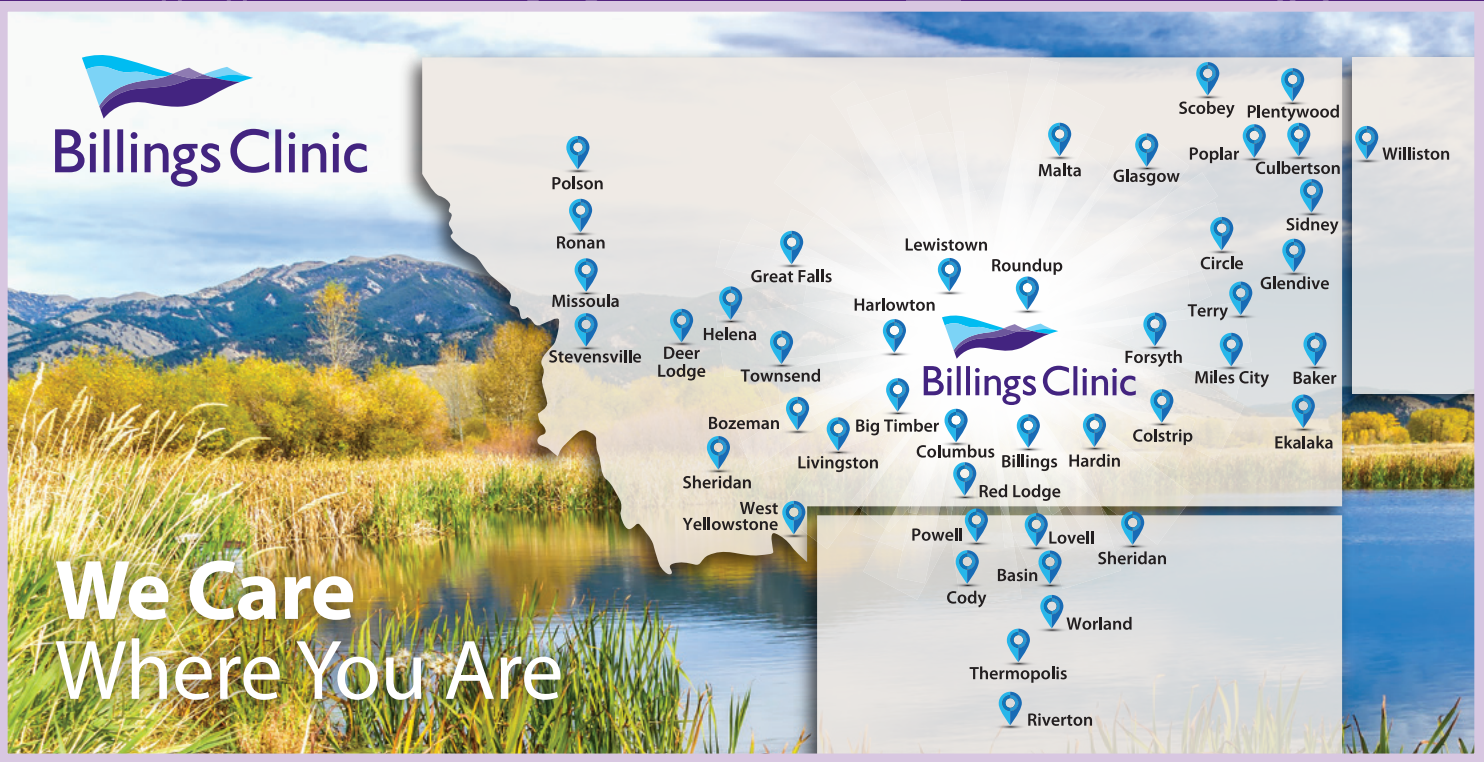 Billings Clinic
Scobey
Plentywood
Malta
Glasgow
Poplar
Culbertson
Williston
Polson
Sidney
Ronan
Lewistown
Circle
Great Falls
Roundup
Glendive
Missoula
Harlowton
Terry
Helena
Stevensville
Deer
Lodge
Townsend
Forsyth
Miles City
Baker
Billings Clinic
Bozeman
Big Timber
Colstrip
Ekalaka
Livingston
Columbus
Billings
Hardin
Sheridan
Red Lodge
West
Yellowstone
Powell
Lovell
Sheridan
Basin
Cody
Worland
Thermopolis
Riverton
We Care
Where You Are